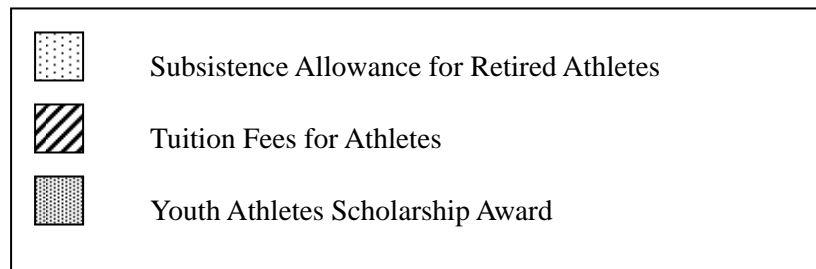 Subsistence Allowance for Retired Athletes
Tuition Fees for Athletes
Youth Athletes Scholarship Award